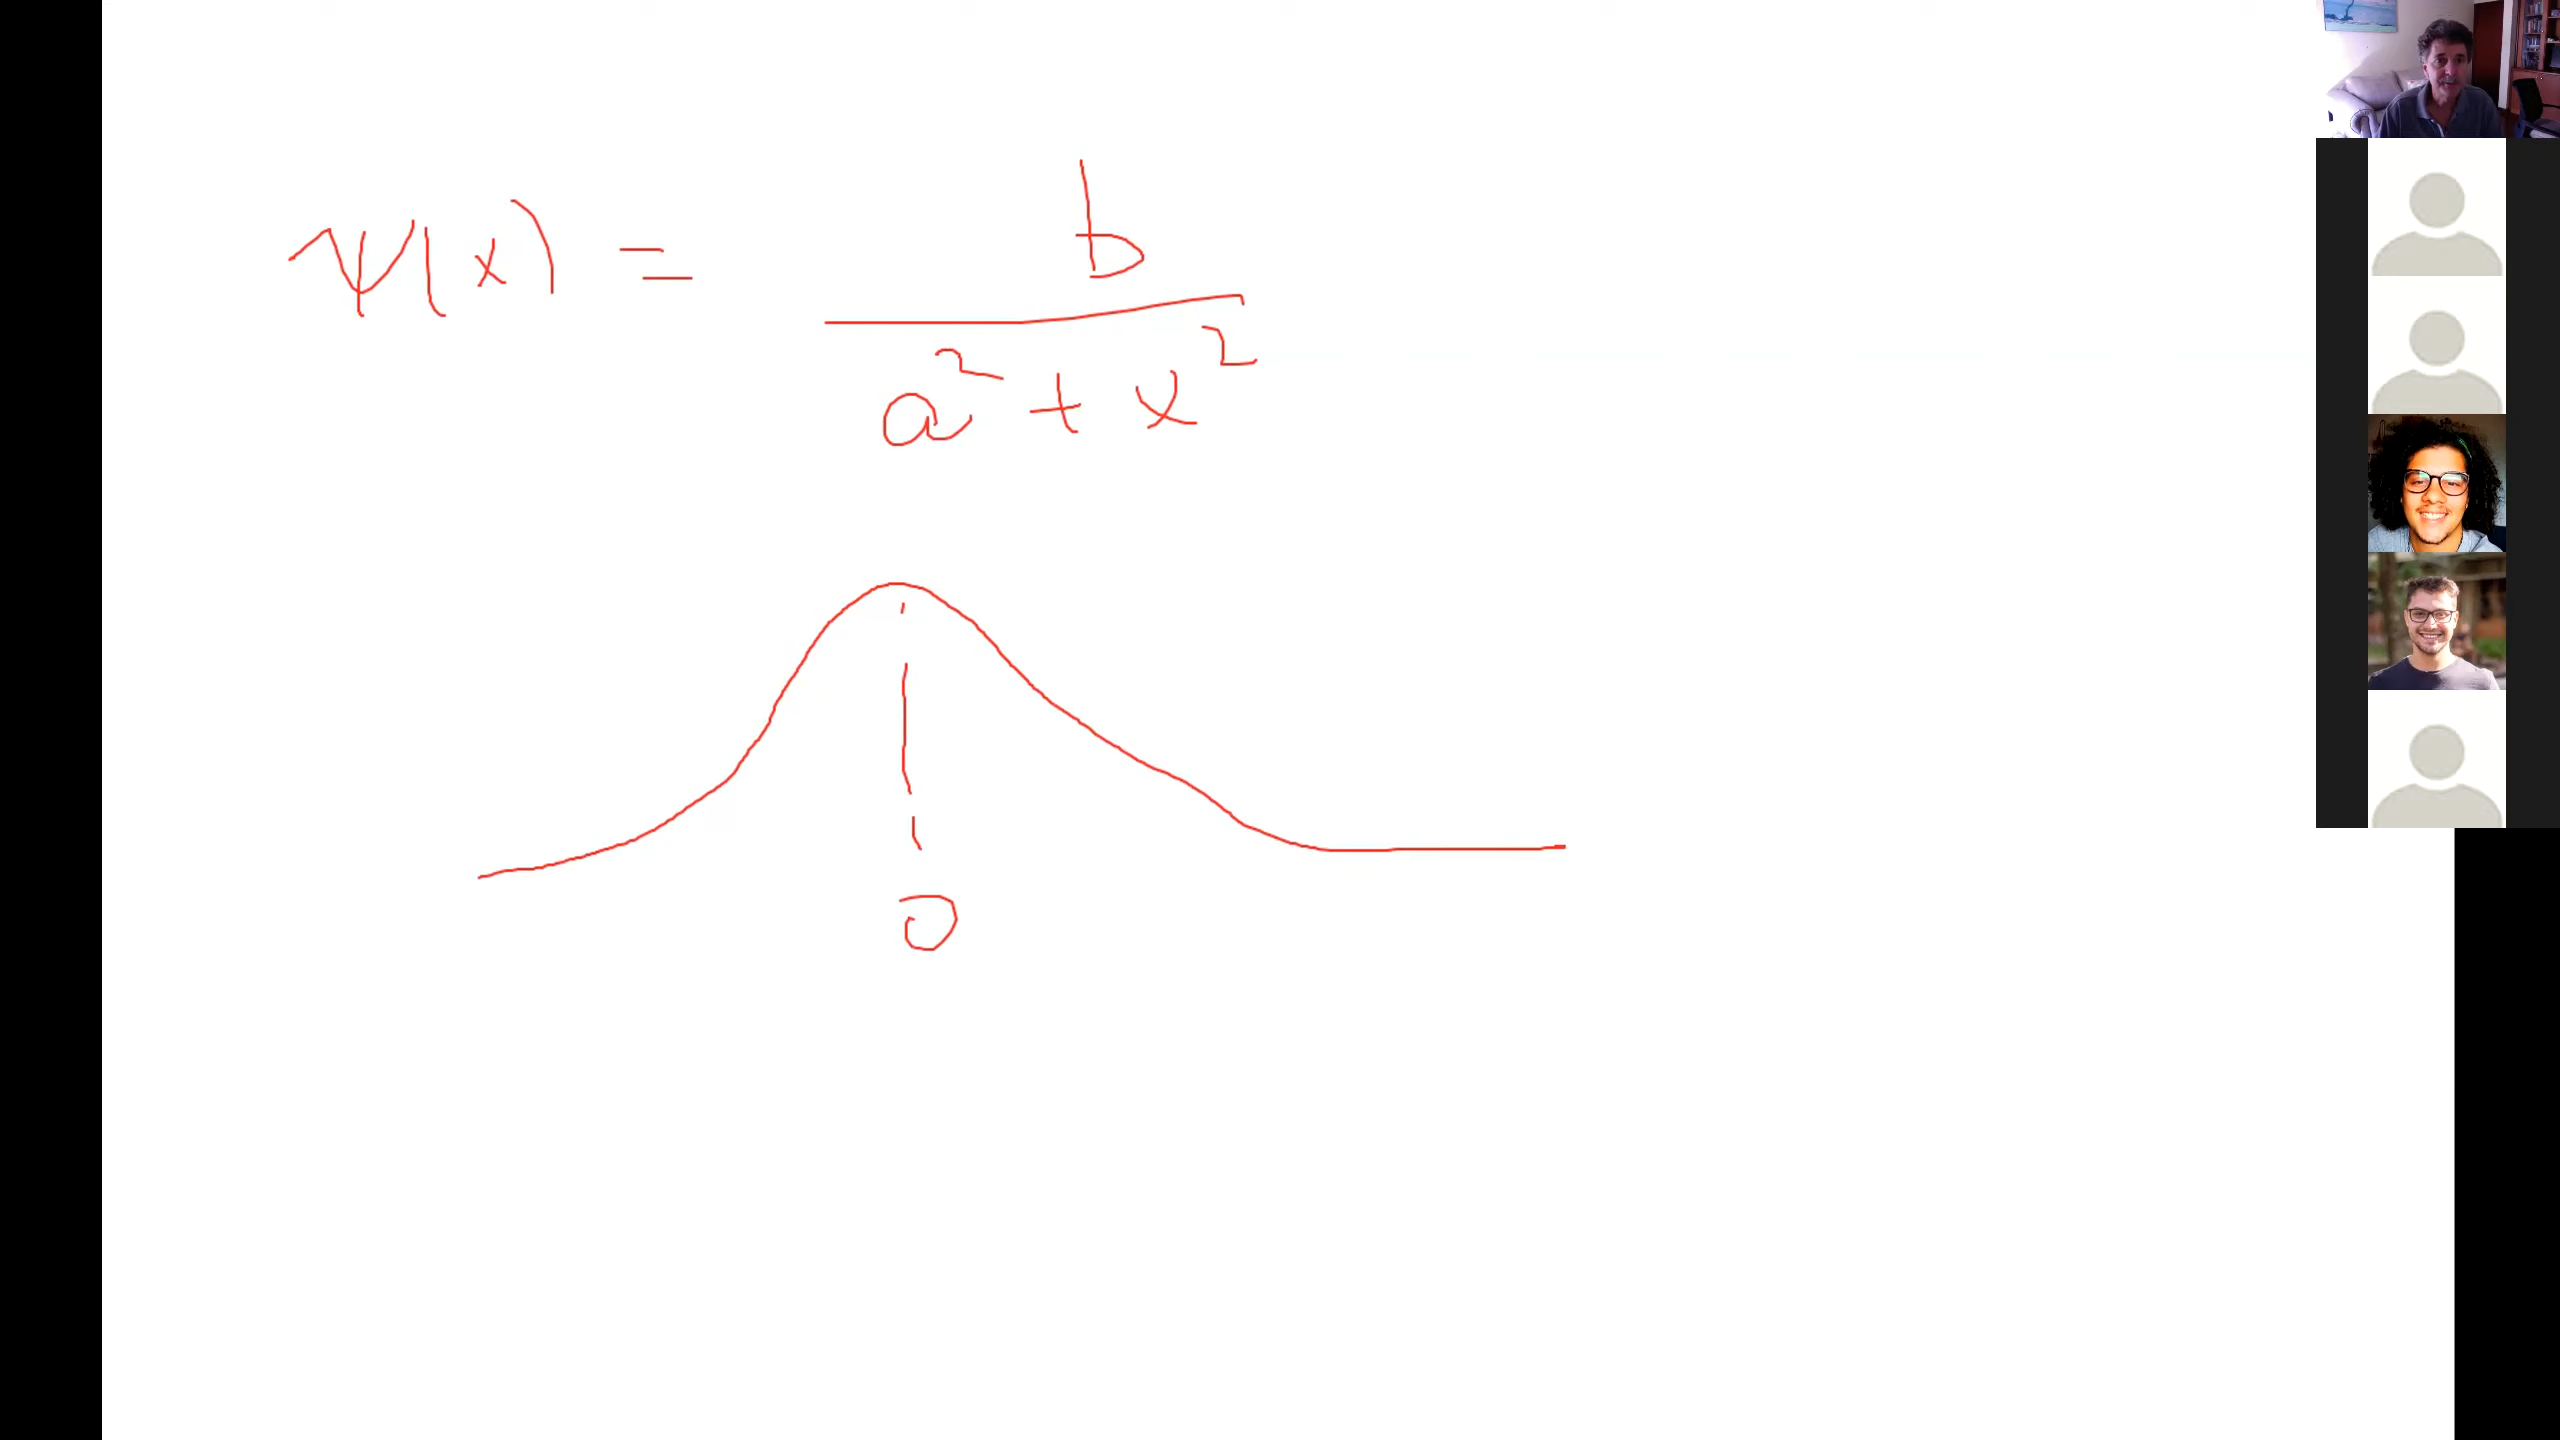 ψ(x) = b / (a² + x²)
0